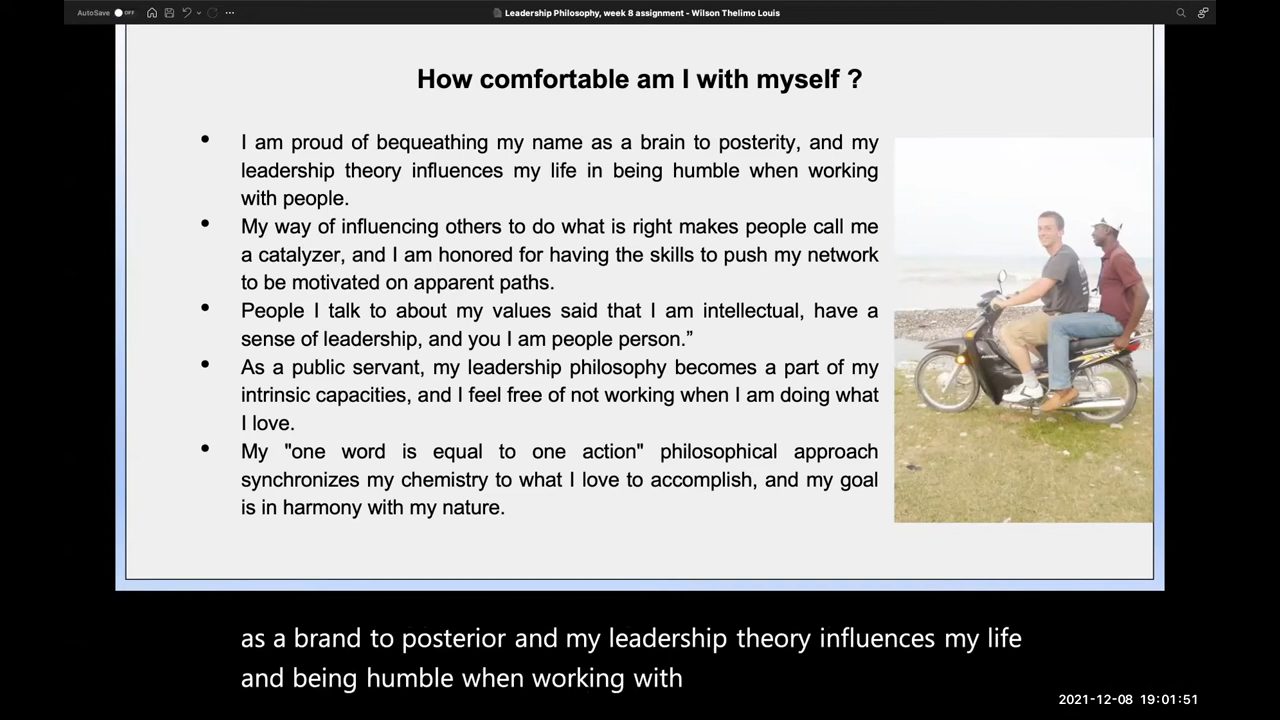 AutoSave OFF
Leadership Philosophy, week 8 assignment - Wilson Thelimo Louis
How comfortable am I with myself ?
• I am proud of bequeathing my name as a brain to posterity, and my
leadership theory influences my life in being humble when working
with people.
• My way of influencing others to do what is right makes people call me
a catalyzer, and I am honored for having the skills to push my network
to be motivated on apparent paths.
• People I talk to about my values said that I am intellectual, have a
sense of leadership, and you I am people person.”
• As a public servant, my leadership philosophy becomes a part of my
intrinsic capacities, and I feel free of not working when I am doing what
I love.
• My "one word is equal to one action" philosophical approach
synchronizes my chemistry to what I love to accomplish, and my goal
is in harmony with my nature.
as a brand to posterior and my leadership theory influences my life
and being humble when working with
2021-12-08 19:01:51